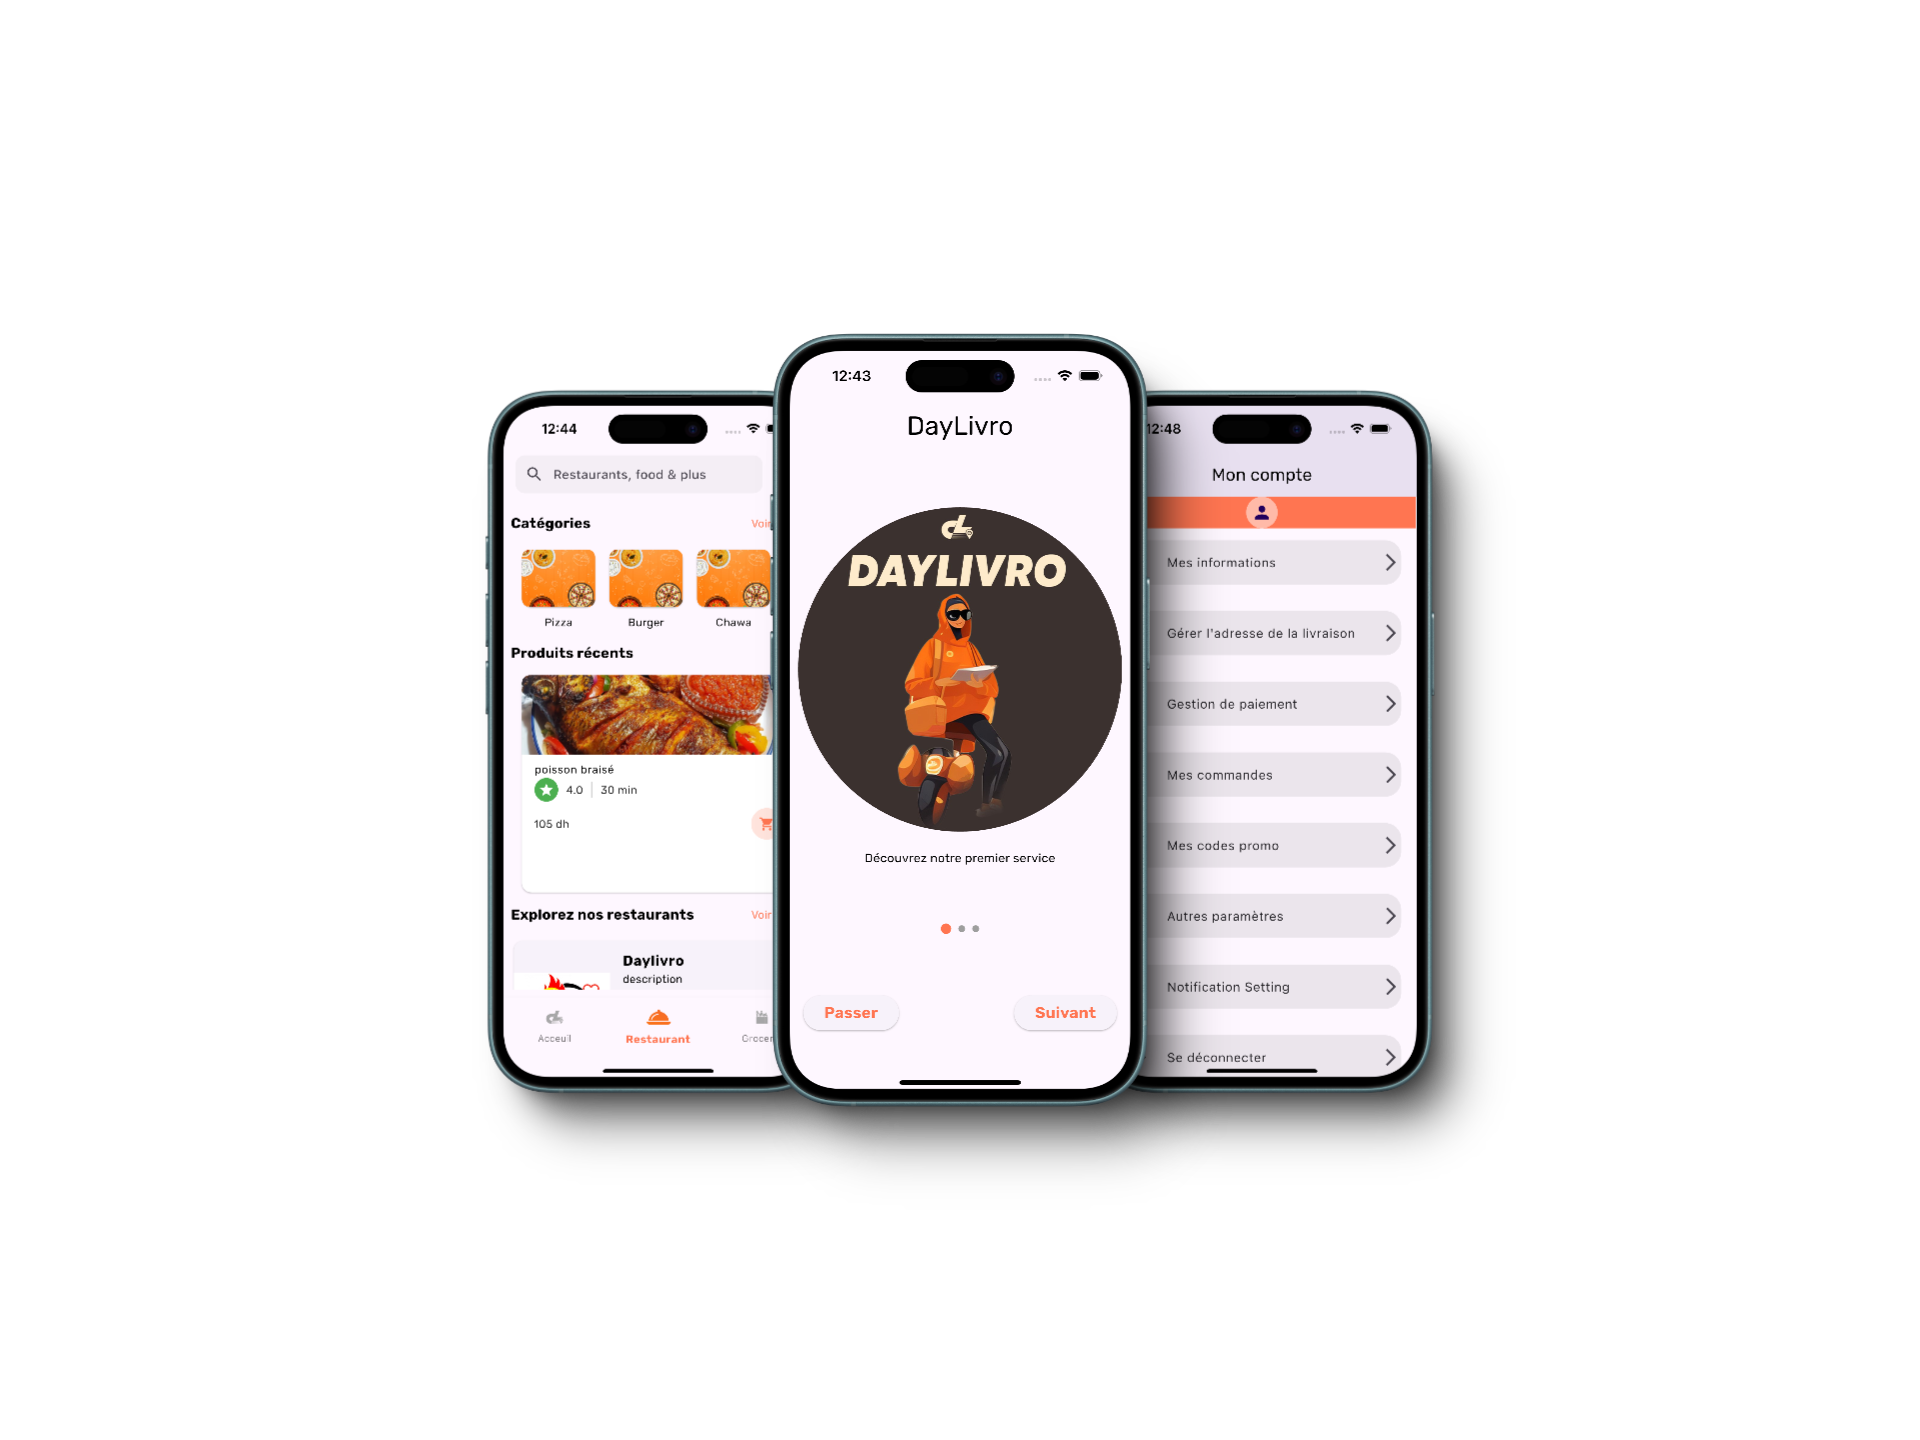 12:44
Restaurants, food & plus
Catégories
Voir
Pizza
Burger
Chawa
Produits récents
poisson braisé
4.0
30 min
105 dh
Explorez nos restaurants
Voir
Daylivro
description
Acceuil
Restaurant
Grocer
12:43
DayLivro
DAYLIVRO
Découvrez notre premier service
Passer
Suivant
12:48
Mon compte
Mes informations
Gérer l'adresse de la livraison
Gestion de paiement
Mes commandes
Mes codes promo
Autres paramètres
Notification Setting
Se déconnecter